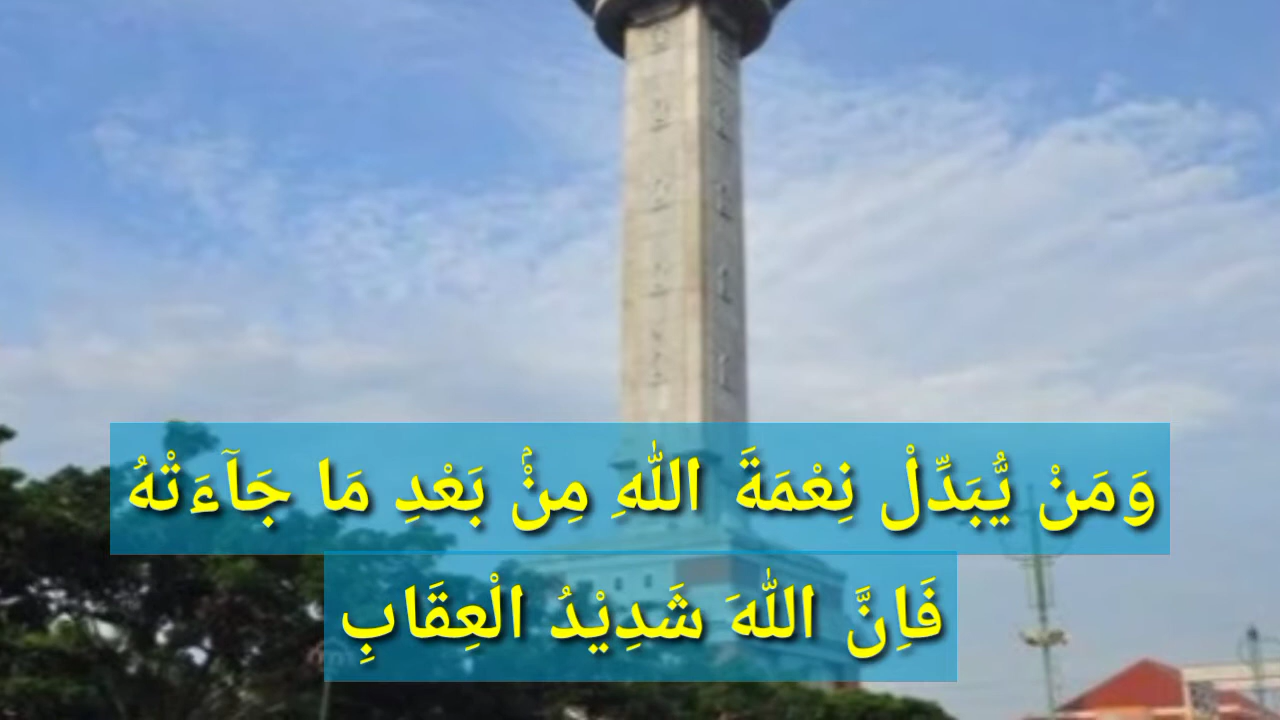 وَمَنْ يُّبَدِّلْ نِعْمَةَ اللّٰهِ مِنْۢ بَعْدِ مَا جَاۤءَتْهُ
فَاِنَّ اللّٰهَ شَدِيْدُ الْعِقَابِ